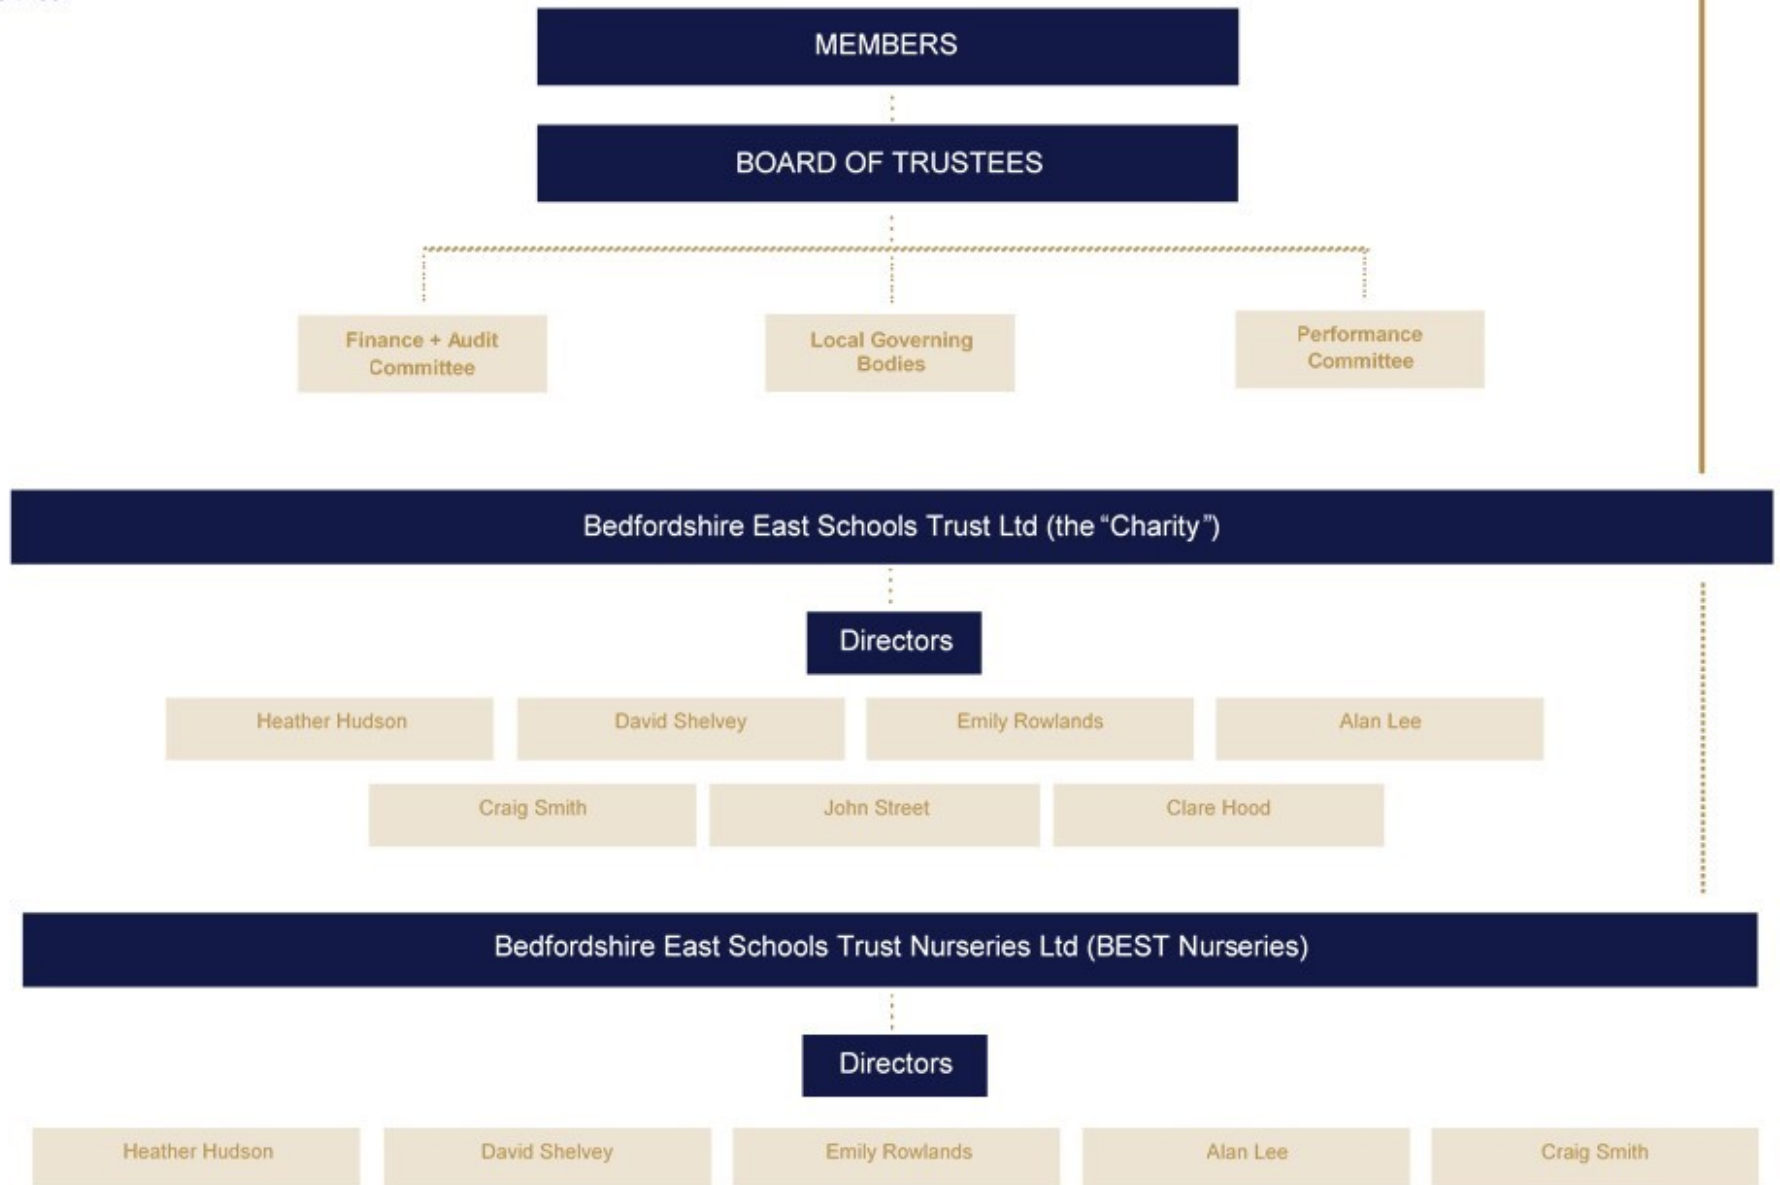 MEMBERS
BOARD OF TRUSTEES
Finance + Audit
Committee
Local Governing
Bodies
Performance
Committee
Bedfordshire East Schools Trust Ltd (the “Charity”)
Directors
Heather Hudson
David Shelvey
Emily Rowlands
Alan Lee
Craig Smith
John Street
Clare Hood
Bedfordshire East Schools Trust Nurseries Ltd (BEST Nurseries)
Directors
Heather Hudson
David Shelvey
Emily Rowlands
Alan Lee
Craig Smith